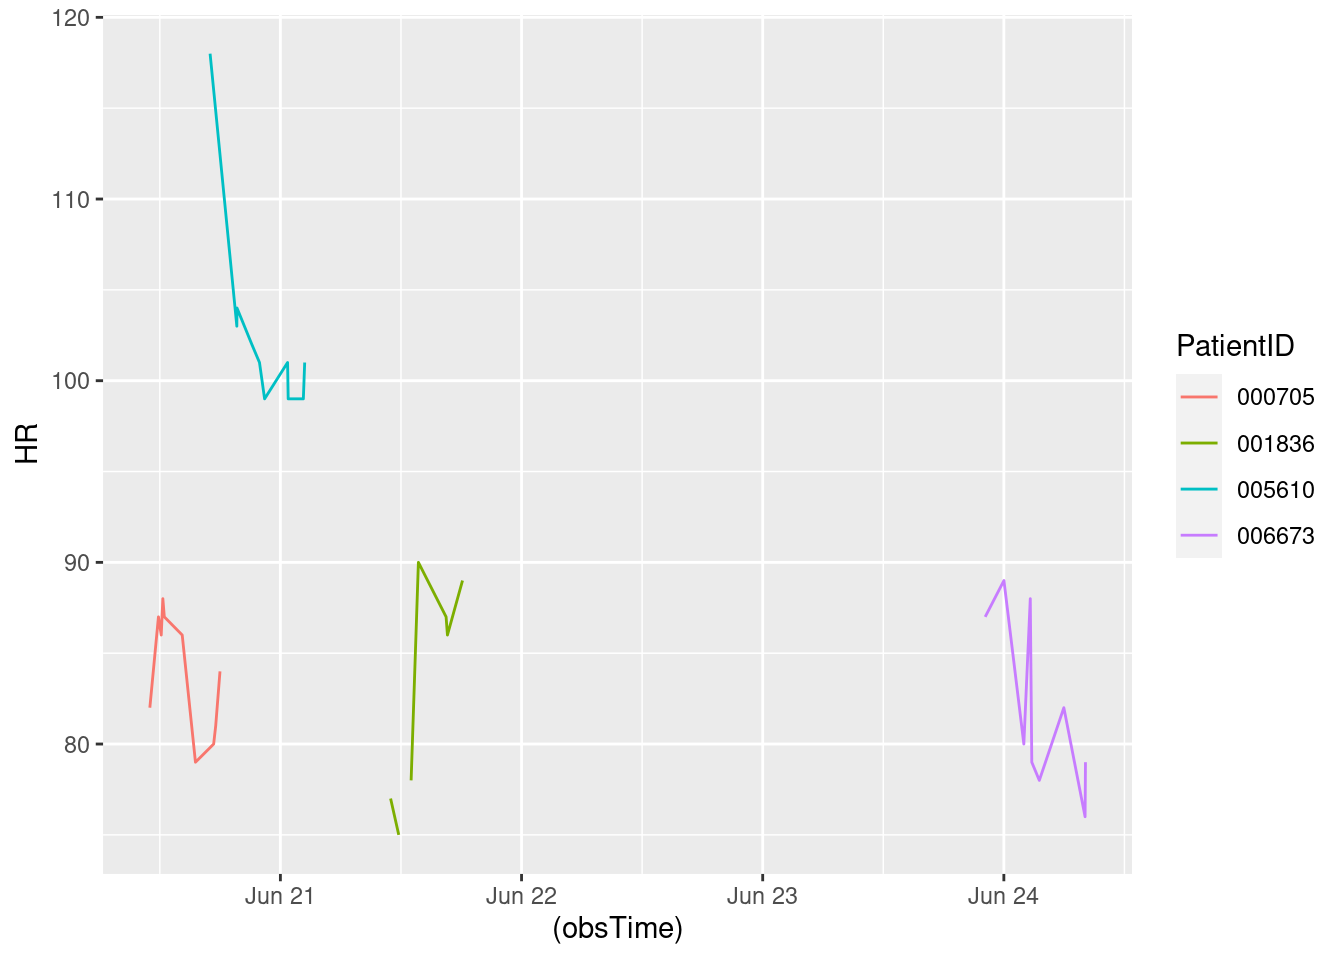 120
110
100
90
80
HR
Jun 21
Jun 22
Jun 23
Jun 24
(obsTime)
PatientID
000705
001836
005610
006673